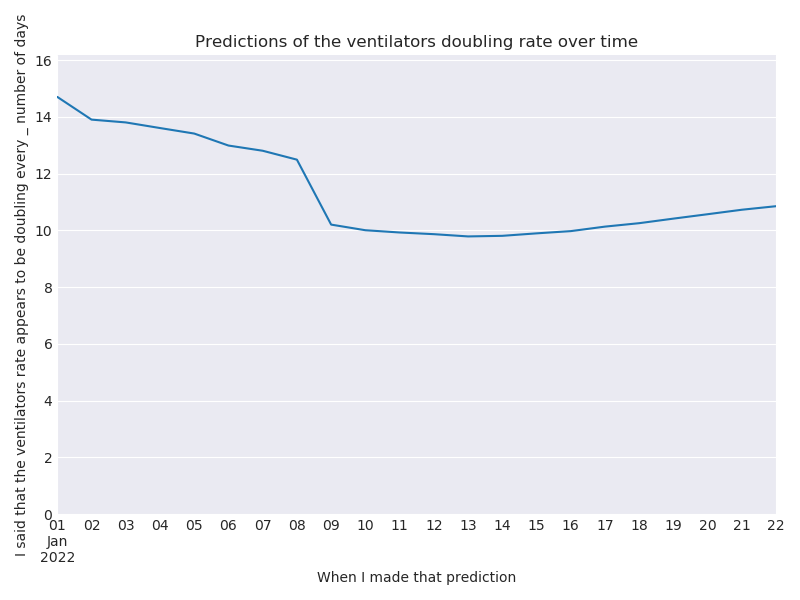 Predictions of the ventilators doubling rate over time
I said that the ventilators rate appears to be doubling every _ number of days
16
14
12
10
8
6
4
2
0
01 02 03 04 05 06 07 08 09 10 11 12 13 14 15 16 17 18 19 20 21 22
Jan
2022
When I made that prediction